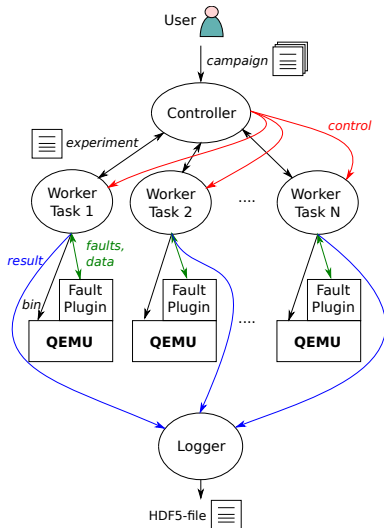 User
campaign
Controller
control
experiment
Worker
Task 1
Worker
Task 2
....
Worker
Task N
result
faults,
data
bin
Fault
Plugin
QEMU
Fault
Plugin
QEMU
....
Fault
Plugin
QEMU
Logger
HDF5-file